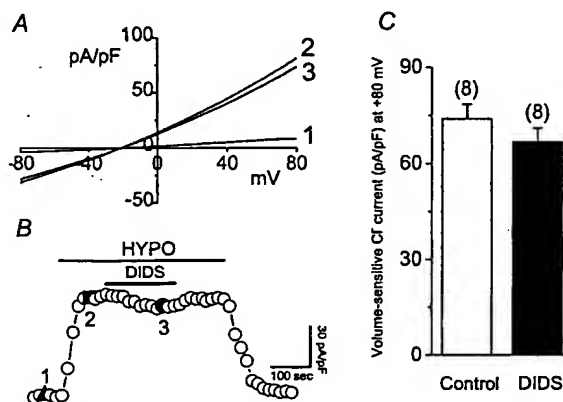 A
pA/pF
100
50
0
-50
-80
-40
0
40
80
mV
2
3
1
B
HYPO
DIDS
2
3
1
30 pA/pF
100 sec
C
Volume-sensitive Cl⁻ current (pA/pF) at +80 mV
90
60
30
0
(8)
(8)
Control
DIDS